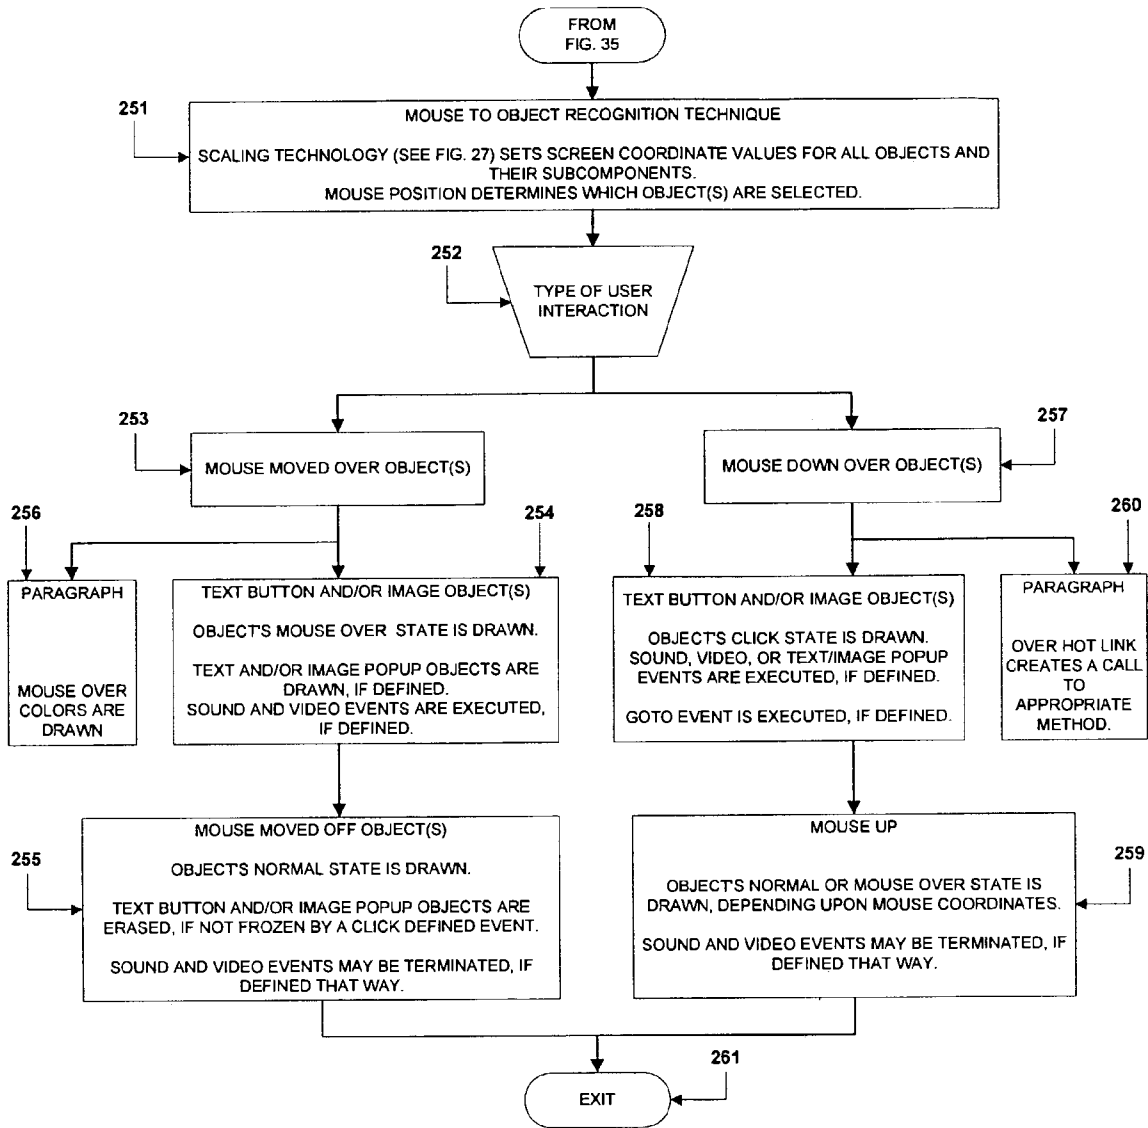 FROM
FIG. 35
251
MOUSE TO OBJECT RECOGNITION TECHNIQUE
SCALING TECHNOLOGY (SEE FIG. 27) SETS SCREEN COORDINATE VALUES FOR ALL OBJECTS AND
THEIR SUBCOMPONENTS.
MOUSE POSITION DETERMINES WHICH OBJECT(S) ARE SELECTED.
252
TYPE OF USER
INTERACTION
253
MOUSE MOVED OVER OBJECT(S)
257
MOUSE DOWN OVER OBJECT(S)
256
PARAGRAPH
MOUSE OVER
COLORS ARE
DRAWN
254
TEXT BUTTON AND/OR IMAGE OBJECT(S)
OBJECT'S MOUSE OVER STATE IS DRAWN.
TEXT AND/OR IMAGE POPUP OBJECTS ARE
DRAWN, IF DEFINED.
SOUND AND VIDEO EVENTS ARE EXECUTED,
IF DEFINED.
258
TEXT BUTTON AND/OR IMAGE OBJECT(S)
OBJECT'S CLICK STATE IS DRAWN.
SOUND, VIDEO, OR TEXT/IMAGE POPUP
EVENTS ARE EXECUTED, IF DEFINED.
GOTO EVENT IS EXECUTED, IF DEFINED.
260
PARAGRAPH
OVER HOT LINK
CREATES A CALL
TO
APPROPRIATE
METHOD.
255
MOUSE MOVED OFF OBJECT(S)
OBJECT'S NORMAL STATE IS DRAWN.
TEXT BUTTON AND/OR IMAGE POPUP OBJECTS ARE
ERASED, IF NOT FROZEN BY A CLICK DEFINED EVENT.
SOUND AND VIDEO EVENTS MAY BE TERMINATED, IF
DEFINED THAT WAY.
259
MOUSE UP
OBJECT'S NORMAL OR MOUSE OVER STATE IS
DRAWN, DEPENDING UPON MOUSE COORDINATES.
SOUND AND VIDEO EVENTS MAY BE TERMINATED, IF
DEFINED THAT WAY.
261
EXIT